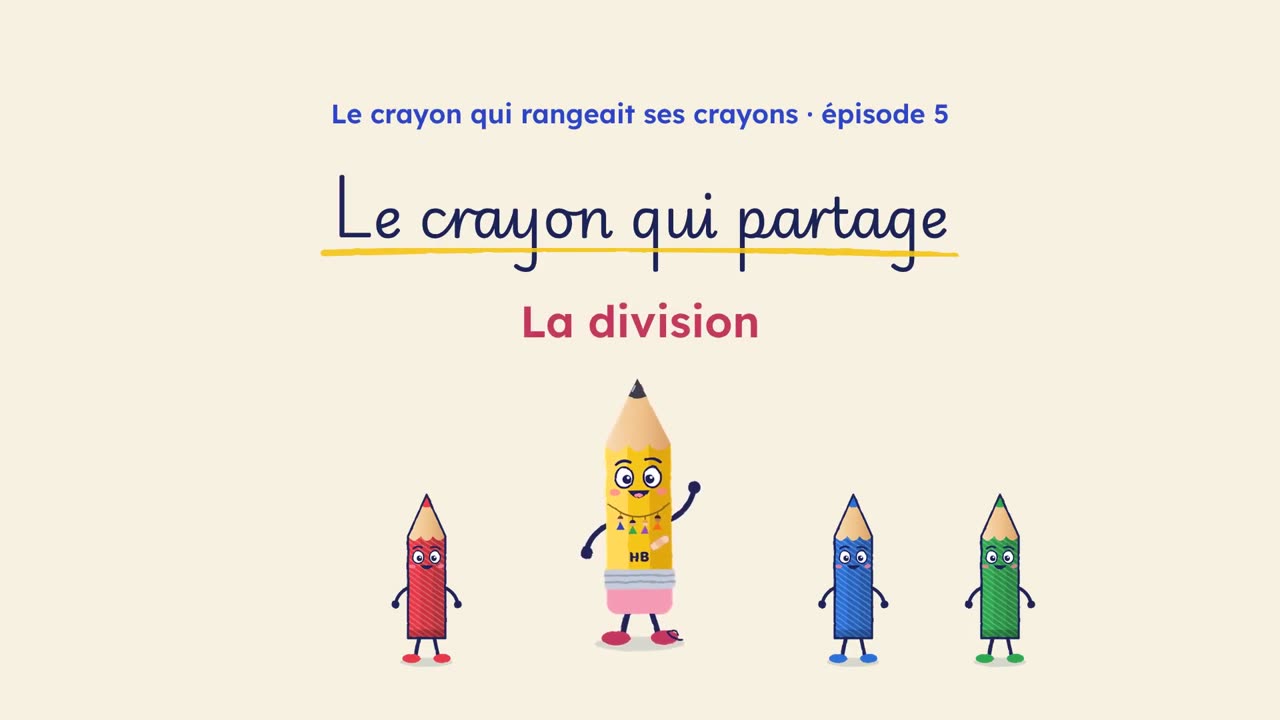 Le crayon qui rangeait ses crayons · épisode 5
Le crayon qui partage
La division
HB